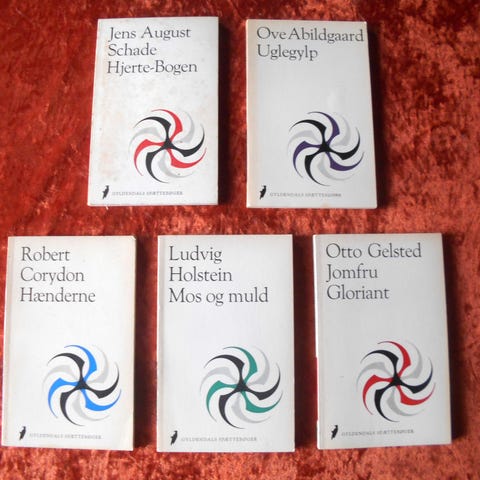 Jens August
Schade
Hjerte-Bogen
GYLDENDALS SPÆTTEBØGER
Ove Abildgaard
Uglegylp
GYLDENDALS SPÆTTEBØGER
Robert
Corydon
Hænderne
GYLDENDALS SPÆTTEBØGER
Ludvig
Holstein
Mos og muld
GYLDENDALS SPÆTTEBØGER
Otto Gelsted
Jomfru
Gloriant
GYLDENDALS SPÆTTEBØGER